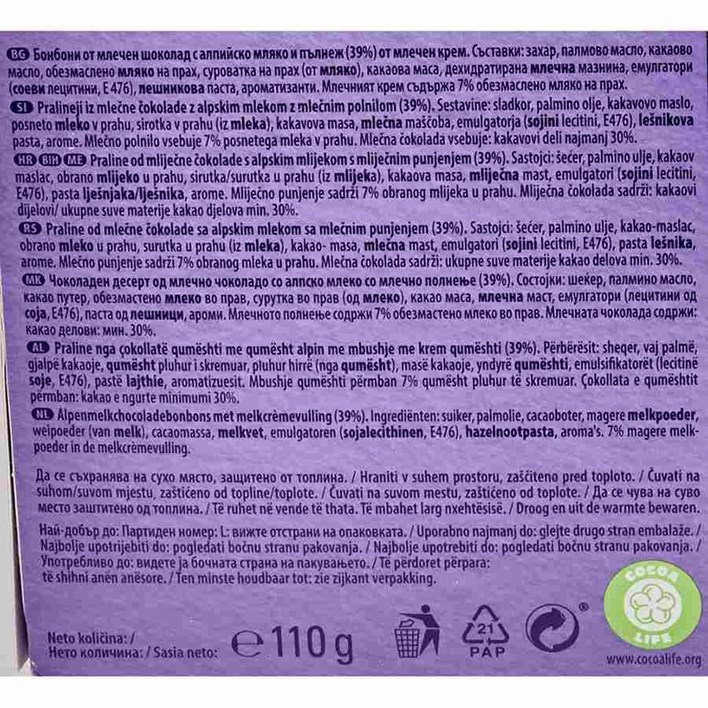 BG Бонбони от млечен шоколад с алпийско мляко и пълнеж (39%) от млечен крем. Съставки: захар, палмово масло, какаово
масло, обезмаслено мляко на прах, суроватка на прах (от мляко), какаова маса, дехидратирана млечна мазнина, емулгатори
(соеви лецитини, E476), лешникова паста, ароматизанти. Млечният крем съдържа 7% обезмаслено мляко на прах.
SI Pralineji iz mlečne čokolade z alpskim mlekom z mlečnim polnilom (39%). Sestavine: sladkor, palmino olje, kakavovo maslo,
posneto mleko v prahu, sirotka v prahu (iz mleka), kakavova masa, mlečna maščoba, emulgatorja (sojini lecitini, E476), lešnikova
pasta, arome. Mlečno polnilo vsebuje 7% posnetega mleka v prahu. Mlečna čokolada vsebuje: kakavovi deli najmanj 30%.
HR BIH ME Praline od mliječne čokolade s alpskim mlijekom s mliječnim punjenjem (39%). Sastojci: šećer, palmino ulje, kakaov
maslac, obrano mlijeko u prahu, sirutka/surutka u prahu (iz mlijeka), kakaova masa, mliječna mast, emulgatori (sojini lecitini,
E476), pasta lješnjaka/lješnika, arome. Mliječno punjenje sadrži 7% obranog mlijeka u prahu. Mliječna čokolada sadrži: kakaovi
dijelovi/ ukupne suve materije kakao djelova min. 30%.
RS Praline od mlečne čokolade sa alpskim mlekom sa mlečnim punjenjem (39%). Sastojci: šećer, palmino ulje, kakao-maslac,
obrano mleko u prahu, surutka u prahu (iz mleka), kakao- masa, mlečna mast, emulgatori (sojini lecitini, E476), pasta lešnika,
arome. Mlečno punjenje sadrži 7% obranog mleka u prahu. Mlečna čokolada sadrži: ukupne suve materije kakao delova min. 30%.
MK Чоколаден десерт од млечно чоколадо со алпско млеко со млечно полнење (39%). Состојки: шеќер, палмино масло,
какао путер, обезмастено млеко во прав, сурутка во прав (од млеко), какао маса, млечна маст, емулгатори (лецитини од
соја, E476), паста од лешници, ароми. Млечното полнење содржи 7% обезмастено млеко во прав. Млечната чоколада содржи:
какао делови: мин. 30%.
AL Praline nga çokollatë qumështi me qumësht alpin me mbushje me krem qumështi (39%). Përbërësit: sheqer, vaj palmë,
gjalpë kakaoje, qumësht pluhur i skremuar, pluhur hirrë (nga qumësht), masë kakaoje, yndyrë qumështi, emulsifikatorët (lecitinë
soje, E476), pastë lajthie, aromatizuesit. Mbushje qumështi përmban 7% qumësht pluhur të skremuar. Çokollata e qumështit
përmban: kakao e ngurte minimumi 30%.
NL Alpenmelkchocoladebonbons met melkcrèmevulling (39%). Ingrediënten: suiker, palmolie, cacaoboter, magere melkpoeder,
weipoeder (van melk), cacaomassa, melkvet, emulgatoren (sojalecithinen, E476), hazelnootpasta, aroma's. 7% magere melk-
poeder in de melkcrèmevulling.
Да се съхранява на сухо място, защитено от топлина. / Hraniti v suhem prostoru, zaščiteno pred toploto. / Čuvati na
suhom/suvom mjestu, zaštićeno od topline/toplote. / Čuvati na suvom mestu, zaštićeno od toplote. / Да се чува на суво
место заштитено од топлина. / Të ruhet në vende të thata. Të mbahet larg nxehtësisë. / Droog en uit de warmte bewaren.
Най-добър до: Партиден номер: L: вижте отстрани на опаковката. / Uporabno najmanj do: glejte drugo stran embalaže. /
Najbolje upotrijebiti do: pogledati bočnu stranu pakovanja. / Najbolje upotrebiti do: pogledati bočnu stranu pakovanja. /
Употребливо до: видете ја бочната страна на пакувањето. / Të përdoret përpara:
të shihni anën anësore. / Ten minste houdbaar tot: zie zijkant verpakking.
Neto količina: /
Нето количина: / Sasia neto: e 110 g
21
PAP
COCOA
LIFE
www.cocoalife.org